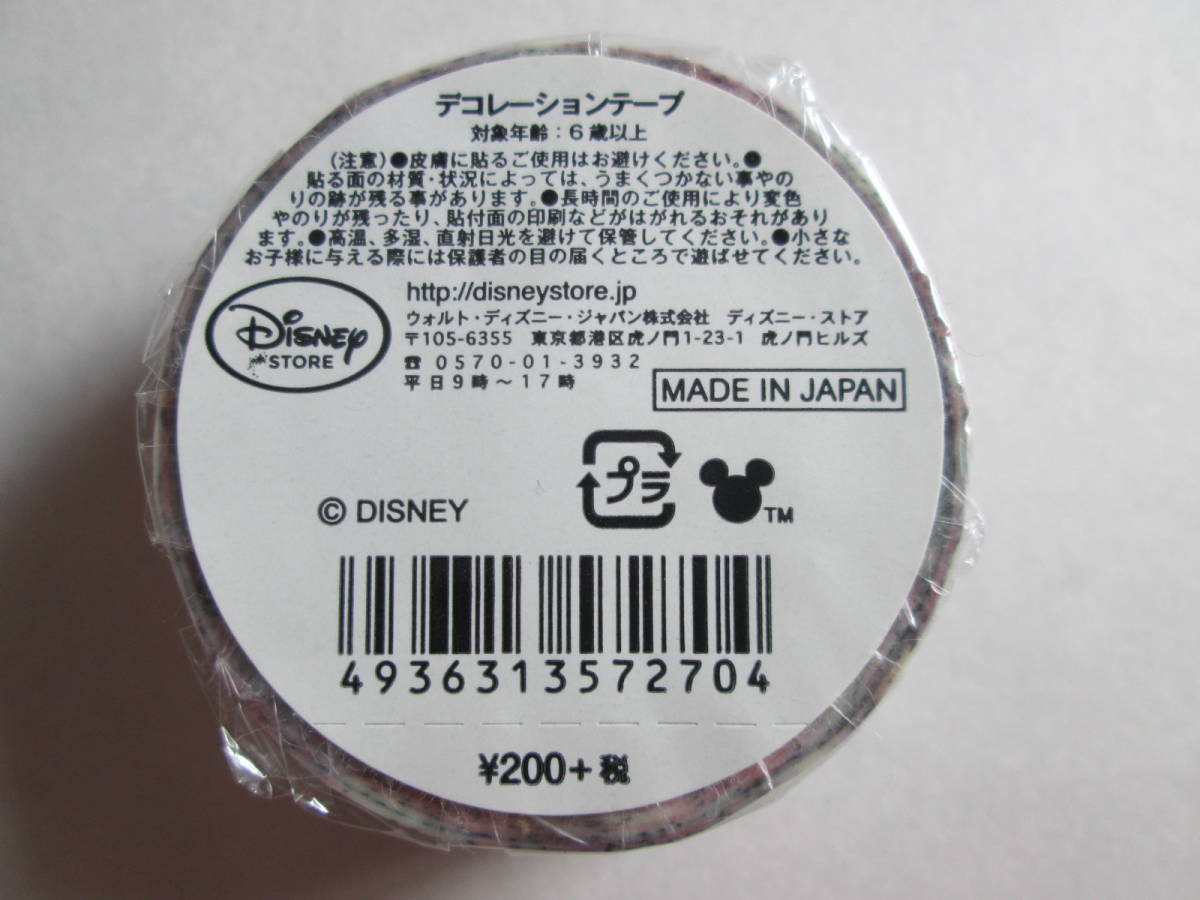 デコレーションテープ
対象年齢：6歳以上
（注意）●皮膚に貼るご使用はお避けください。●
貼る面の材質・状況によっては、うまくつかない事やの
りの跡が残る事があります。●長時間のご使用により変色
やのりが残ったり、貼付面の印刷などがはがれるおそれがあり
ます。●高温、多湿、直射日光を避けて保管してください。●小さな
お子様に与える際には保護者の目の届くところで遊ばせてください。
DISNEY
STORE
http://disneystore.jp
ウォルト・ディズニー・ジャパン株式会社 ディズニー・ストア
〒105-6355 東京都港区虎ノ門1-23-1 虎ノ門ヒルズ
☎ 0570-01-3932
平日9時～17時
MADE IN JAPAN
© DISNEY
プラ
TM
4936313572704
¥200+税